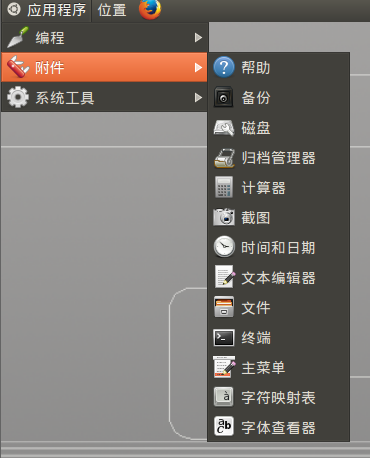 应用程序 位置
编程
附件
系统工具
帮助
备份
磁盘
归档管理器
计算器
截图
时间和日期
文本编辑器
文件
终端
主菜单
字符映射表
字体查看器